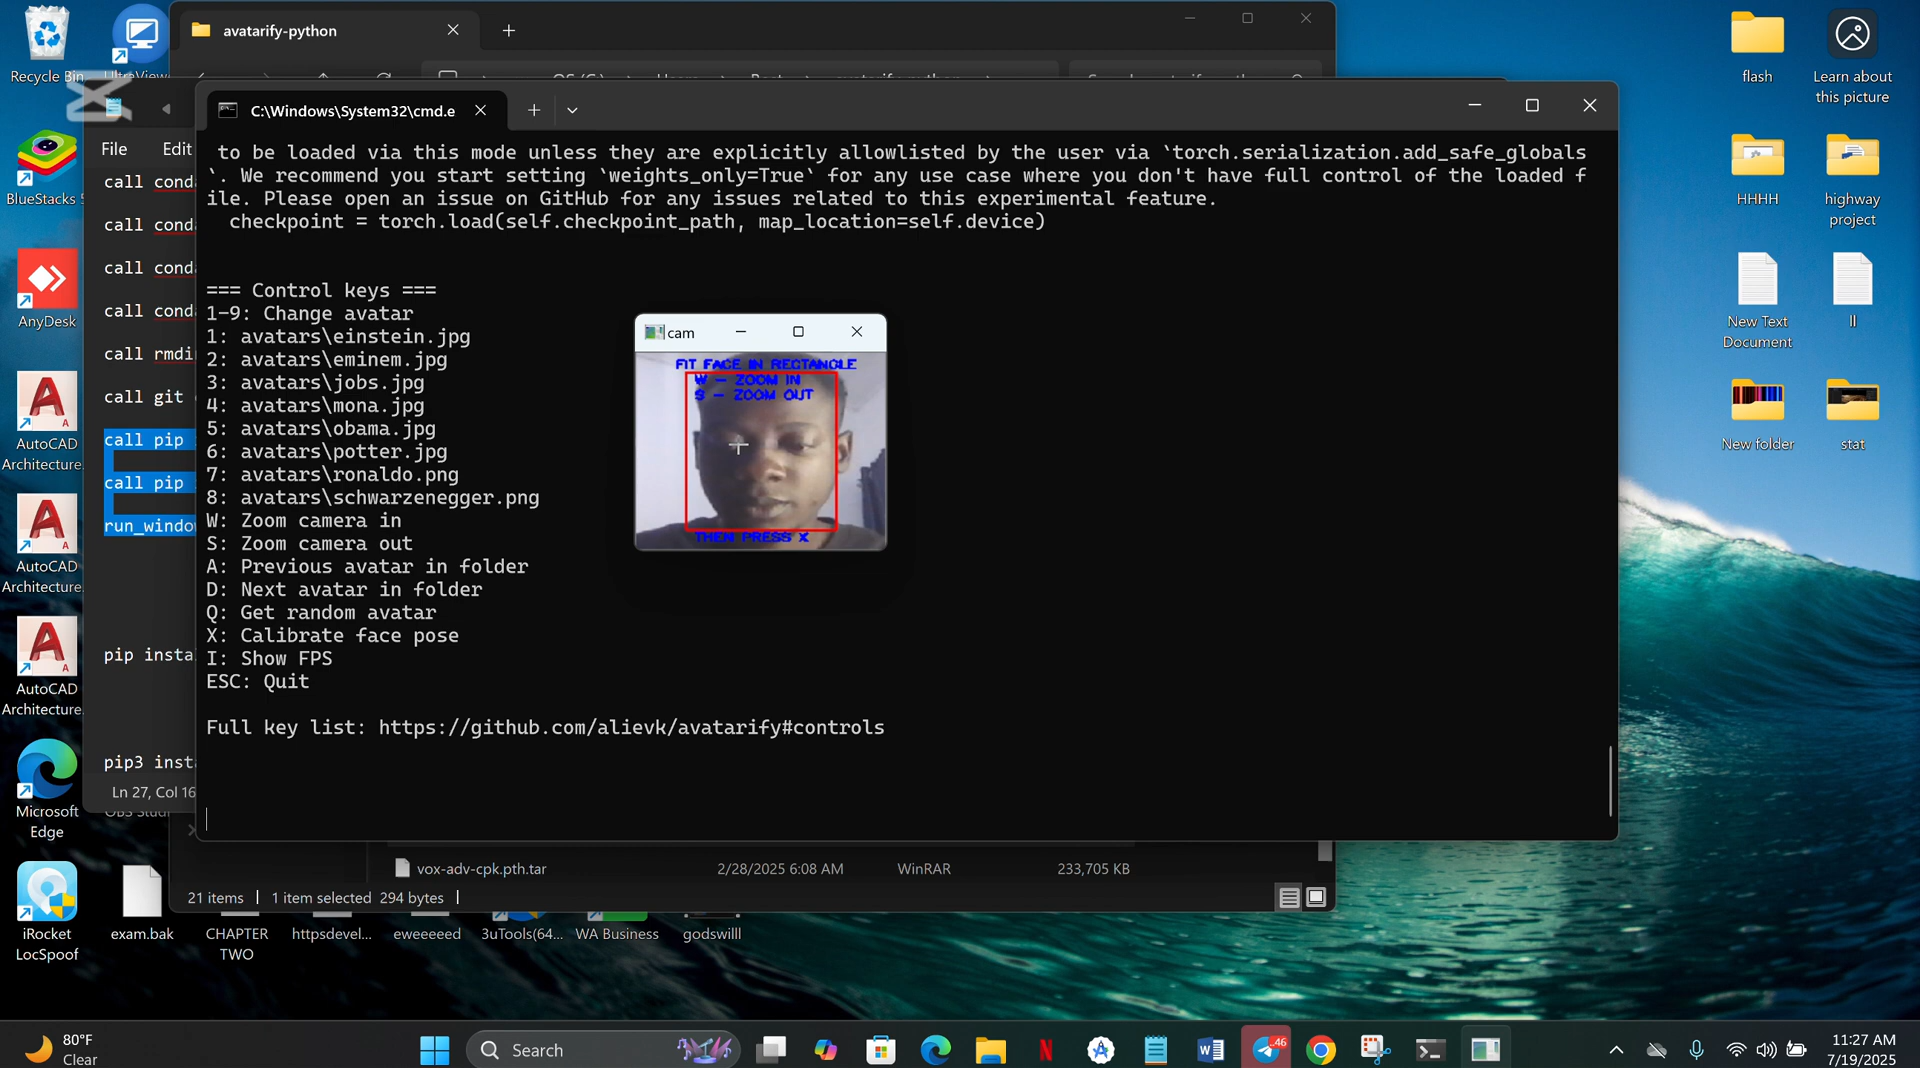 Recycle Bin
UltraView
avatarify-python
flash
Learn about
this picture
C:\Windows\System32\cmd.e
File
Edit
BlueStacks 5
call conda
call conda
call conda
call conda
call rmdir
call git
call pip
call pip
run_window
pip insta
pip3 insta
Ln 27, Col 16
to be loaded via this mode unless they are explicitly allowlisted by the user via `torch.serialization.add_safe_globals
`. We recommend you start setting `weights_only=True` for any use case where you don't have full control of the loaded f
ile. Please open an issue on GitHub for any issues related to this experimental feature.
checkpoint = torch.load(self.checkpoint_path, map_location=self.device)
=== Control keys ===
1-9: Change avatar
1: avatars\einstein.jpg
2: avatars\eminem.jpg
3: avatars\jobs.jpg
4: avatars\mona.jpg
5: avatars\obama.jpg
6: avatars\potter.jpg
7: avatars\ronaldo.png
8: avatars\schwarzenegger.png
W: Zoom camera in
S: Zoom camera out
A: Previous avatar in folder
D: Next avatar in folder
Q: Get random avatar
X: Calibrate face pose
I: Show FPS
ESC: Quit
Full key list: https://github.com/alievk/avatarify#controls
cam
FIT FACE IN RECTANGLE
W - ZOOM IN
S - ZOOM OUT
THEN PRESS X
HHHH
highway
project
New Text
Document
ll
New folder
stat
AnyDesk
AutoCAD
Architecture
AutoCAD
Architecture
AutoCAD
Architecture
Microsoft
Edge
OBS Studi
vox-adv-cpk.pth.tar
2/28/2025 6:08 AM
WinRAR
233,705 KB
21 items
1 item selected 294 bytes
iRocket
LocSpoof
exam.bak
CHAPTER
TWO
httpsdevel...
eweeeeed
3uTools(64...
WA Business
godswilll
80°F
Clear
Search
46
11:27 AM
7/19/2025